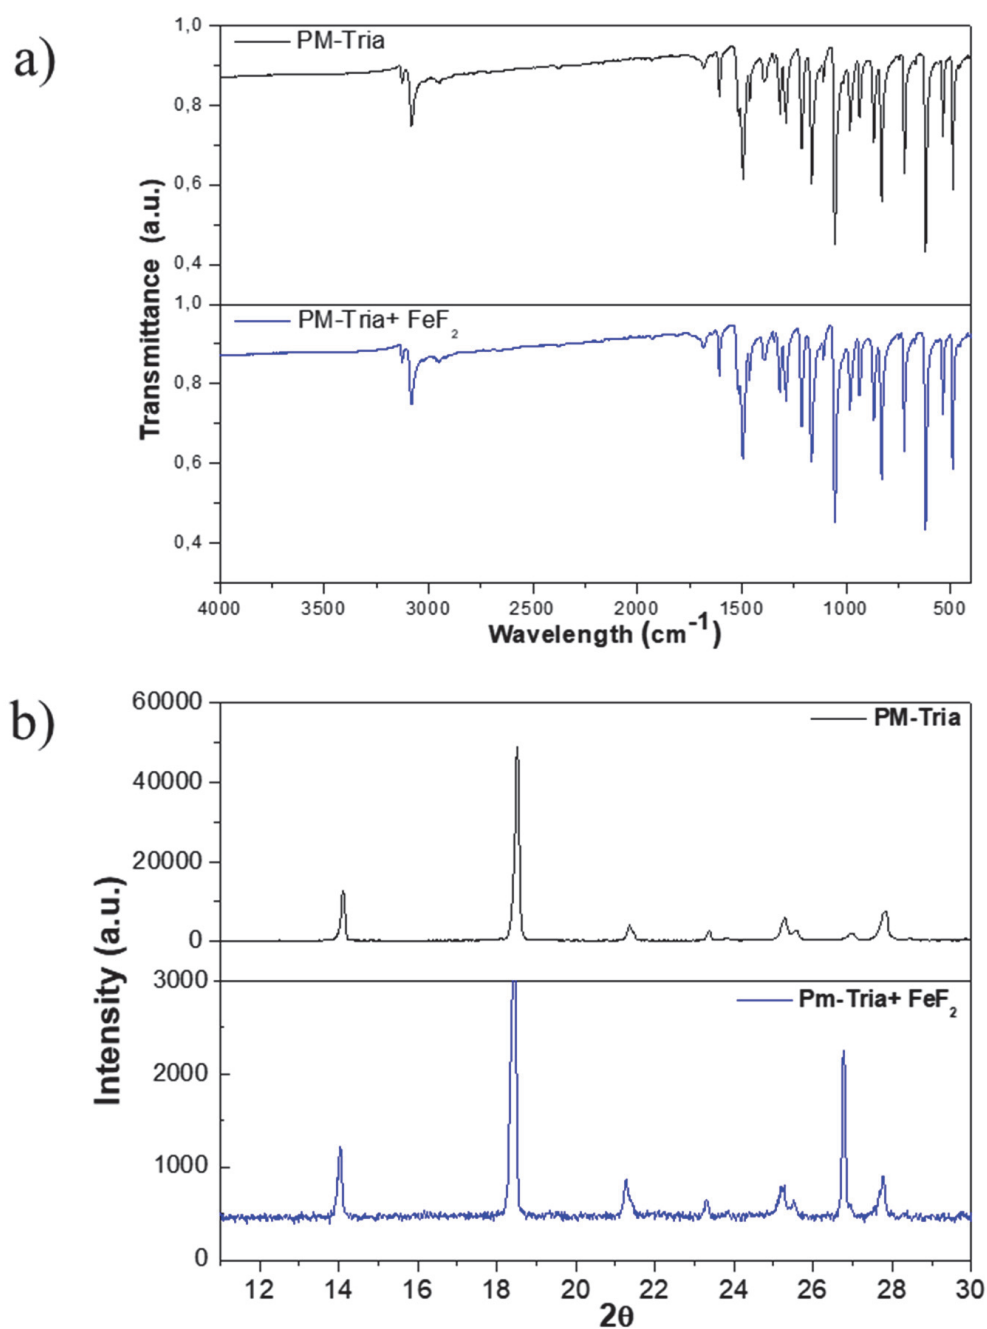 a)
1,0
PM-Tria
0,8
0,6
0,4
1,0
PM-Tria+ FeF2
0,8
0,6
0,4
Transmittance (a.u.)
4000 3500 3000 2500 2000 1500 1000 500
Wavelength (cm-1)
b)
60000
PM-Tria
40000
20000
0
3000
Pm-Tria+ FeF2
2000
1000
0
Intensity (a.u.)
12 14 16 18 20 22 24 26 28 30
2θ